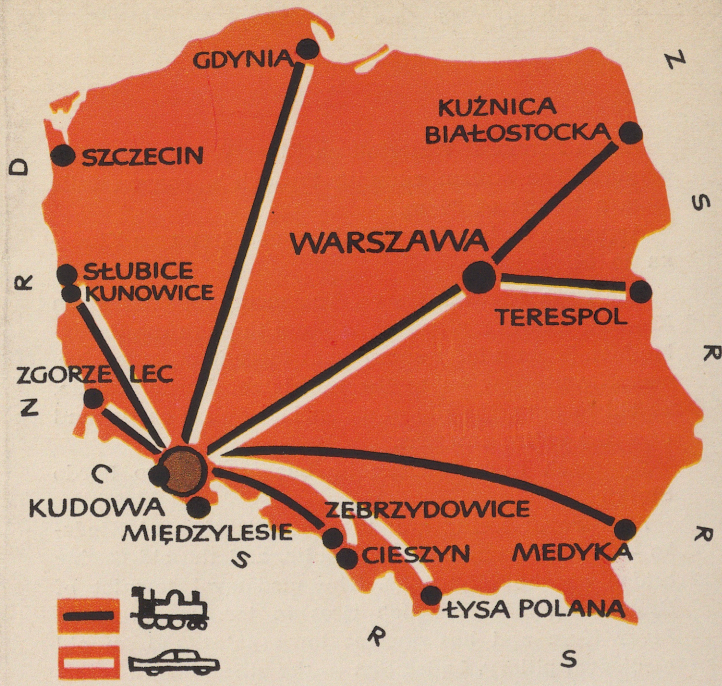 GDYNIA
Z
KUŹNICA
BIAŁOSTOCKA
SZCZECIN
D
S
WARSZAWA
SŁUBICE
KUNOWICE
R
TERESPOL
R
ZGORZELEC
N
C
KUDOWA
MIĘDZYLESIE
ZEBRZYDOWICE
CIESZYN
MEDYKA
R
S
ŁYSA POLANA
R
S